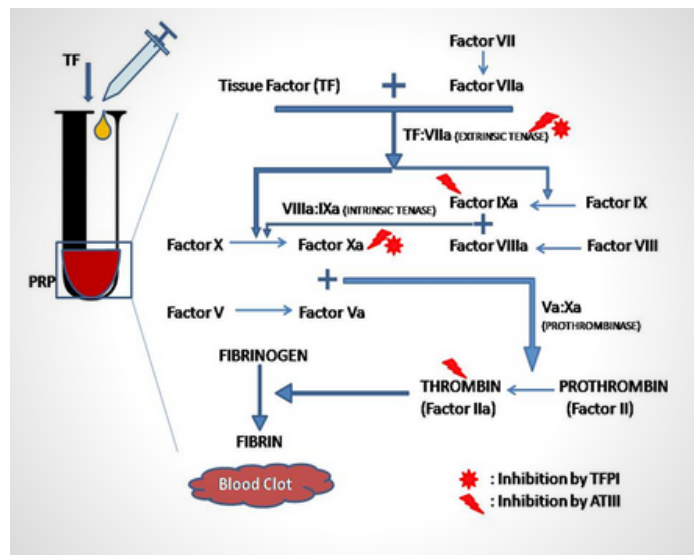 TF
Factor VII
Tissue Factor (TF) + Factor VIIa
TF:VIIa (EXTRINSIC TENASE)
Factor IXa
Factor IX
VIIIa:IXa (INTRINSIC TENASE)
+
Factor X
Factor Xa
Factor VIIIa
Factor VIII
PRP
+
Factor V
Factor Va
Va:Xa
(PROTHROMBINASE)
FIBRINOGEN
THROMBIN
(Factor IIa)
PROTHROMBIN
(Factor II)
FIBRIN
Blood Clot
: Inhibition by TFPI
: Inhibition by ATIII